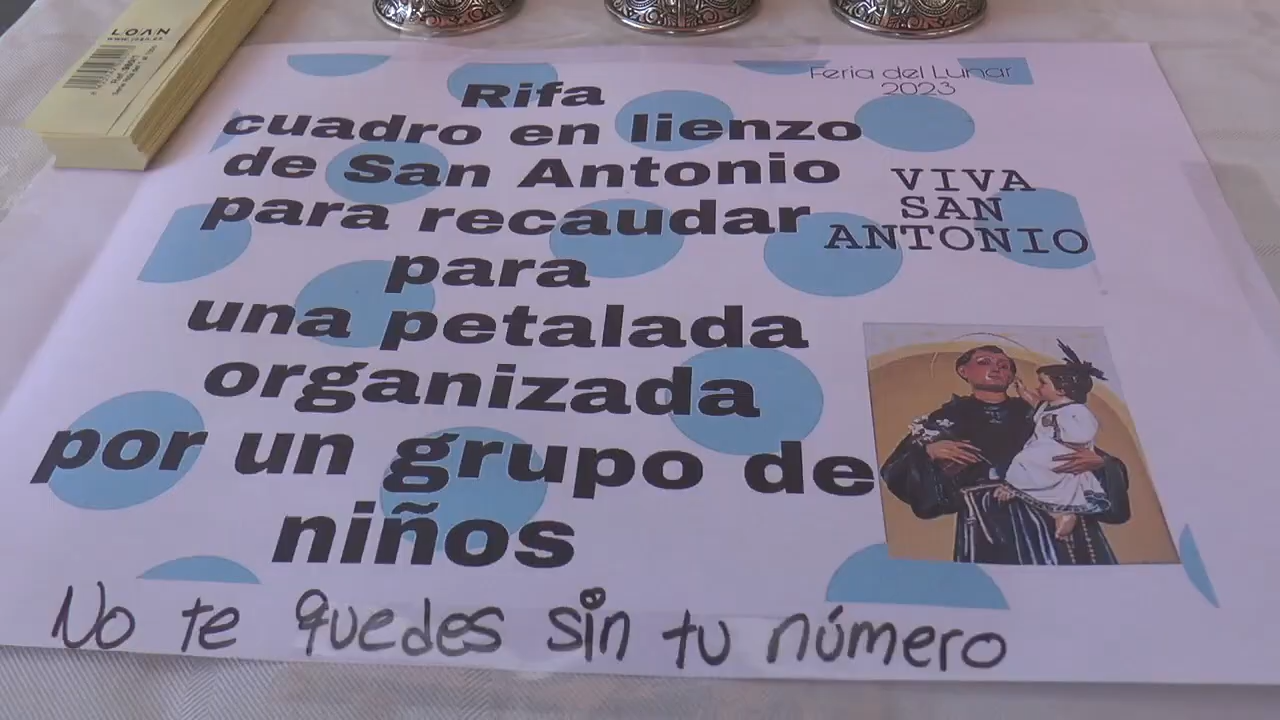 LOAN
Feria del Lunar
2023
Rifa
cuadro en lienzo
de San Antonio
para recaudar
para
una petalada
organizada
por un grupo de
niños
VIVA
SAN
ANTONIO
No te quedes sin tu número